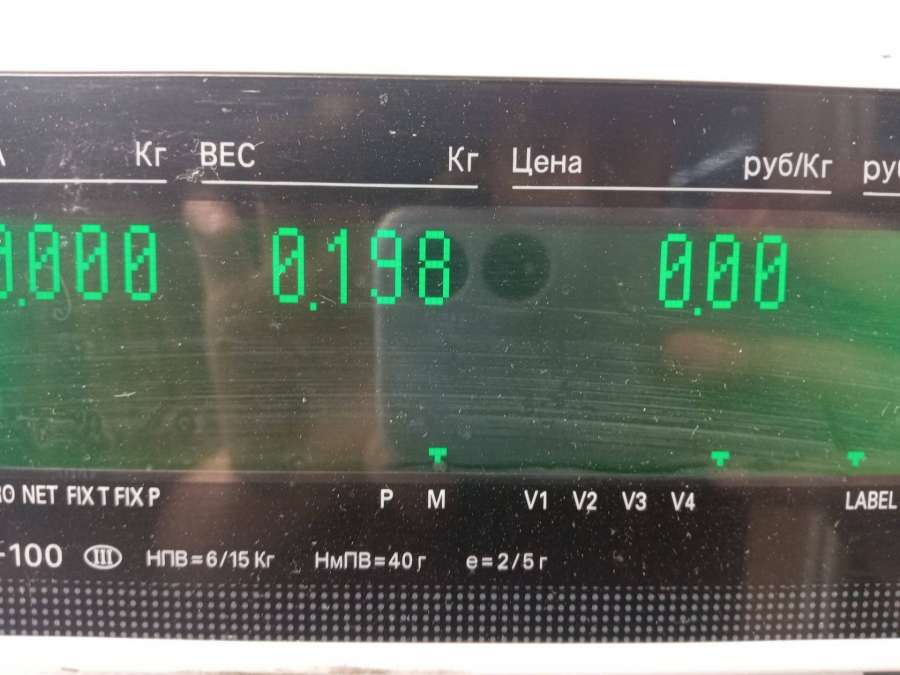 Кг ВЕС Кг Цена руб/Кг
0.000 0.198 0.00
NET FIX T FIX P P M V1 V2 V3 V4 LABEL
-100 III НПВ=6/15 Кг НмПВ=40 г е=2/5 г